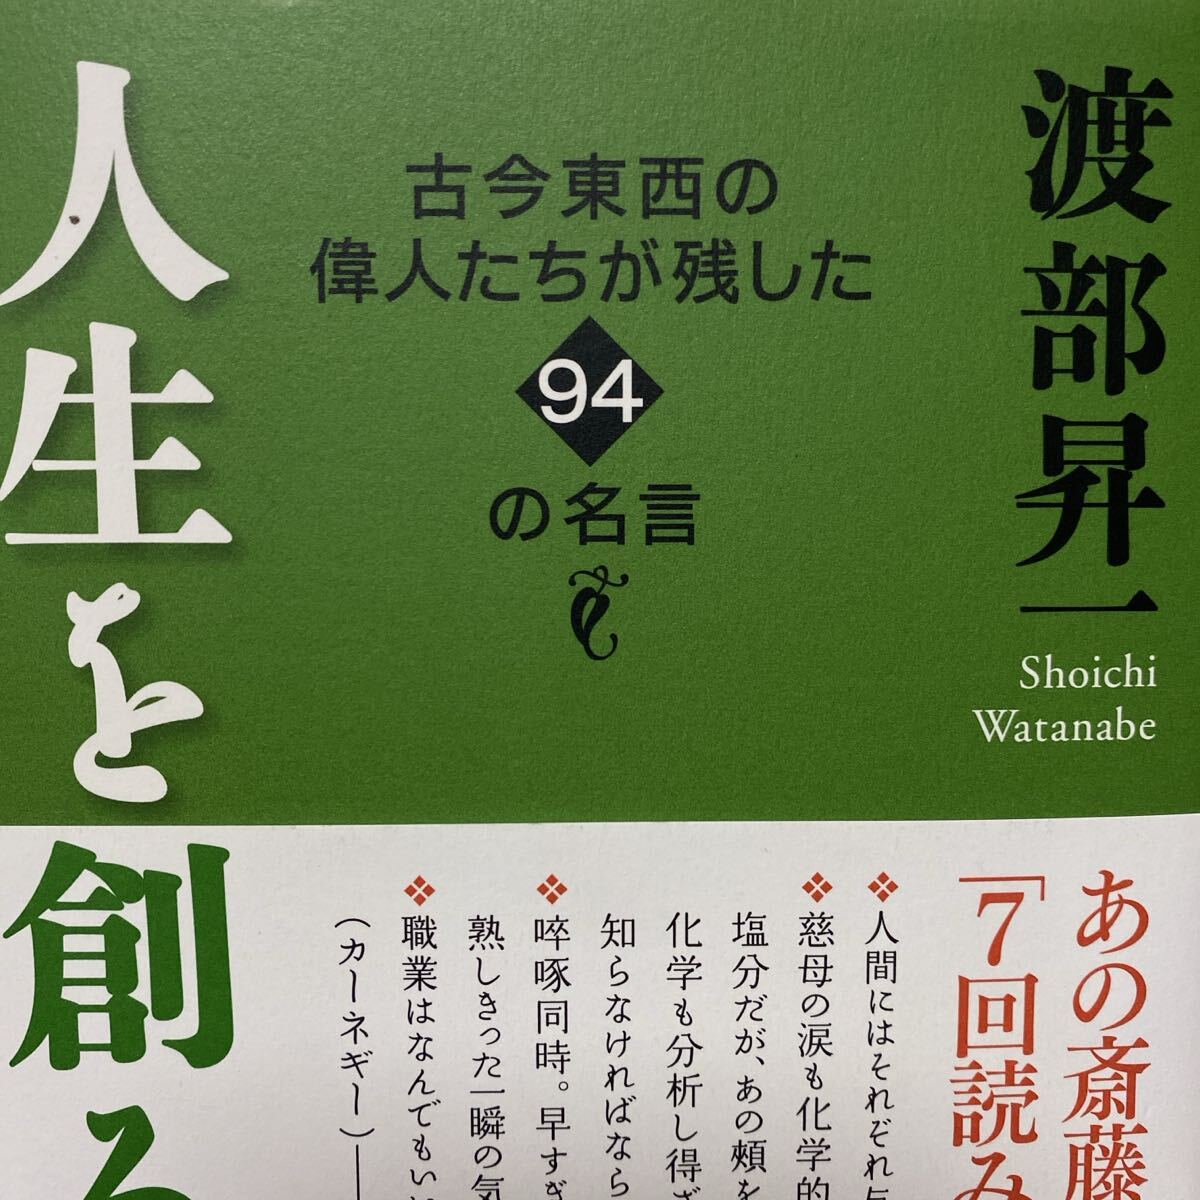 渡部昇一
Shoichi
Watanabe
古今東西の
偉人たちが残した
94
の名言
人生を創る
あの斎藤
「7回読み
❖人間にはそれぞれ
❖慈母の涙も化学的
塩分だが、あの頬を
化学も分析し得ざ
知らなければなら
❖啐啄同時。早すぎ
熟しきった一瞬の気
❖職業はなんでもい
（カーネギー）――